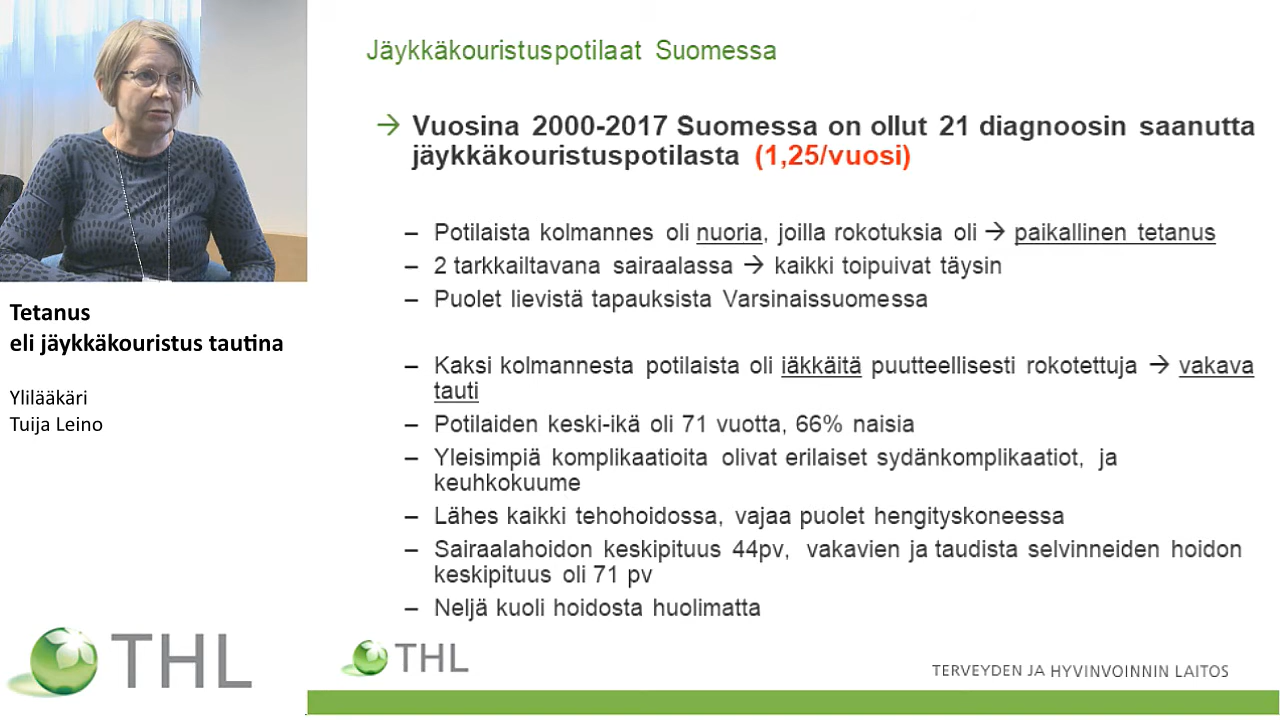 Jäykkäkouristuspotilaat Suomessa
→ Vuosina 2000-2017 Suomessa on ollut 21 diagnoosin saanutta
jäykkäkouristuspotilasta (1,25/vuosi)
– Potilaista kolmannes oli nuoria, joilla rokotuksia oli → paikallinen tetanus
– 2 tarkkailtavana sairaalassa → kaikki toipuivat täysin
– Puolet lievistä tapauksista Varsinaissuomessa
– Kaksi kolmannesta potilaista oli iäkkäitä puutteellisesti rokotettuja → vakava
tauti
– Potilaiden keski-ikä oli 71 vuotta, 66% naisia
– Yleisimpiä komplikaatioita olivat erilaiset sydänkomplikaatiot, ja
keuhkokuume
– Lähes kaikki tehohoidossa, vajaa puolet hengityskoneessa
– Sairaalahoidon keskipituus 44pv, vakavien ja taudista selvinneiden hoidon
keskipituus oli 71 pv
– Neljä kuoli hoidosta huolimatta
Tetanus
eli jäykkäkouristus tautina
Ylilääkäri
Tuija Leino
THL
THL
TERVEYDEN JA HYVINVOINNIN LAITOS